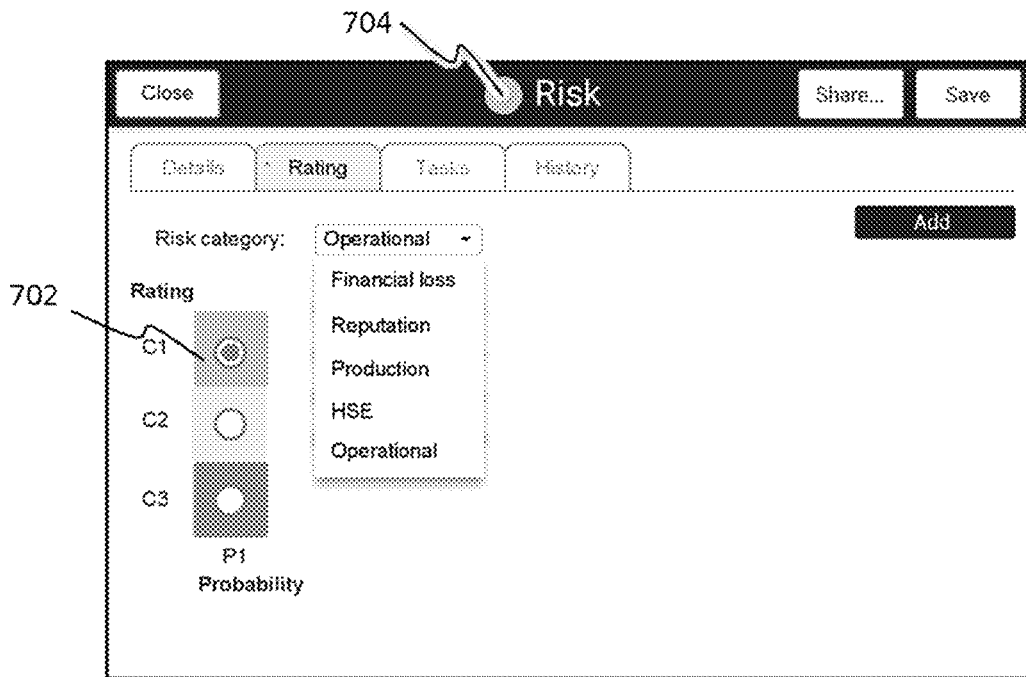 704
Close
Risk
Share...
Save
Details
Rating
Tasks
History
Add
Risk category:
Operational
Financial loss
Reputation
Production
HSE
Operational
Rating
702
C1
C2
C3
P1
Probability